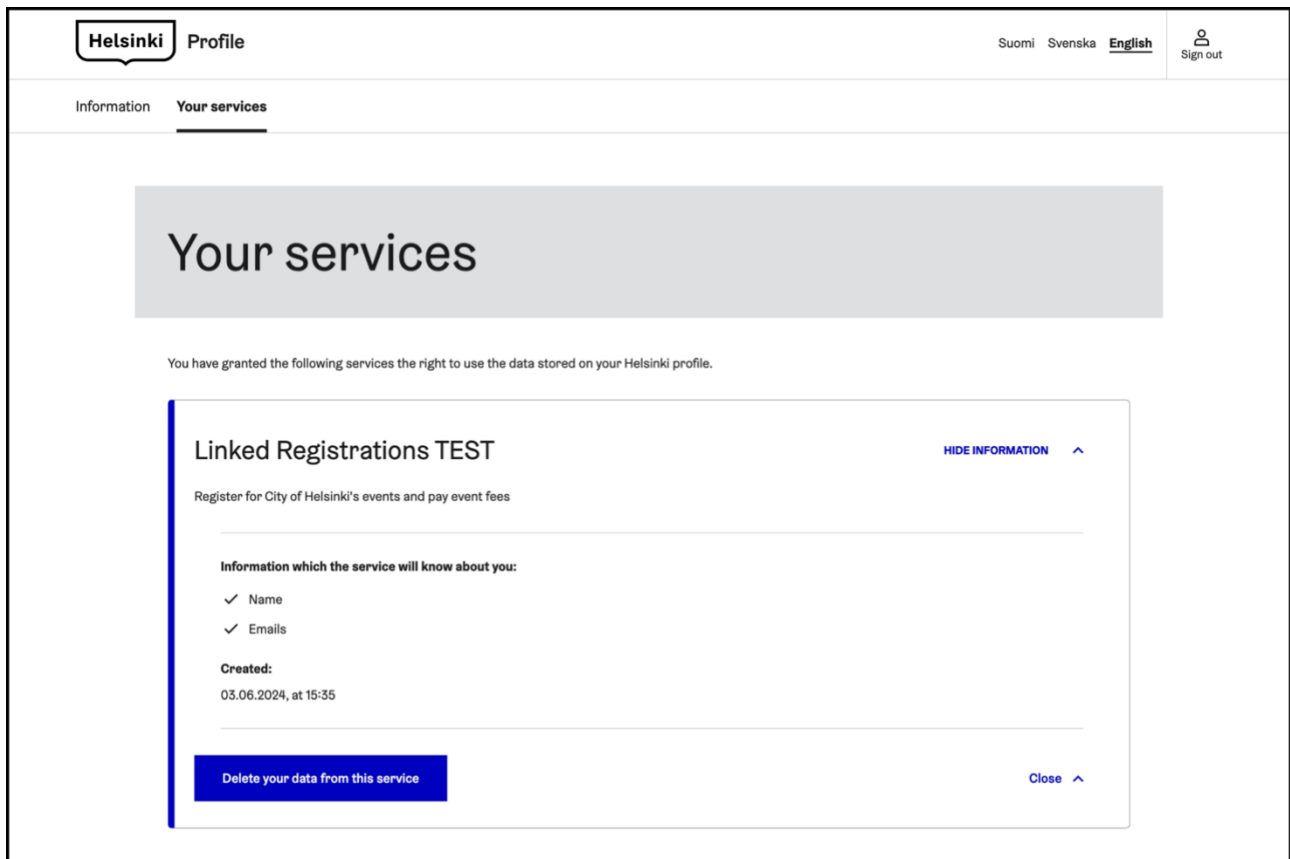 Helsinki Profile
Suomi Svenska English
Sign out
Information Your services
Your services
You have granted the following services the right to use the data stored on your Helsinki profile.
Linked Registrations TEST
HIDE INFORMATION
Register for City of Helsinki's events and pay event fees
Information which the service will know about you:
Name
Emails
Created:
03.06.2024, at 15:35
Delete your data from this service
Close